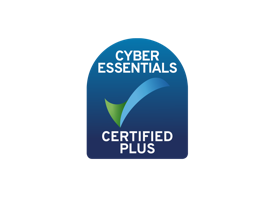 CYBER
ESSENTIALS
CERTIFIED
PLUS